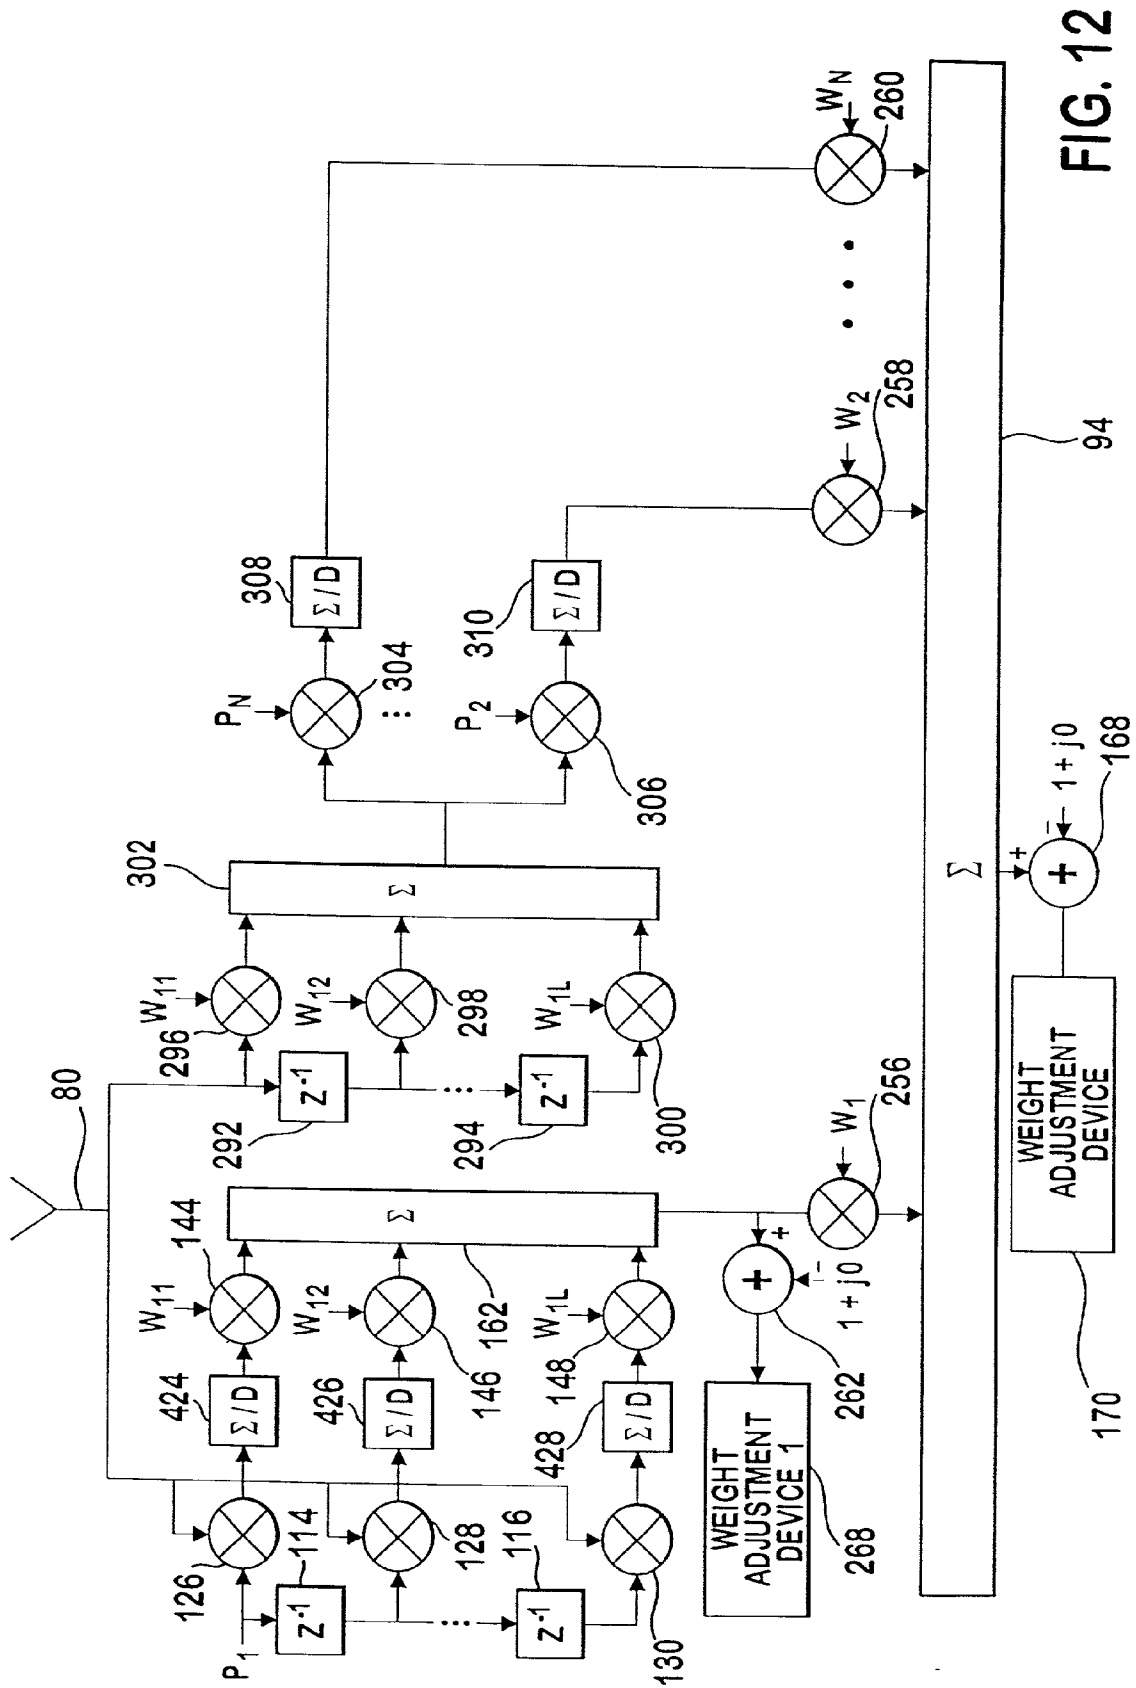 80
P1
126
114
Z-1
128
116
Z-1
130
424
Σ/D
426
Σ/D
428
Σ/D
W11
144
W12
146
W1L
148
Σ
162
292
Z-1
294
Z-1
W11
296
W12
298
W1L
300
302
Σ
PN
304
P2
306
308
Σ/D
310
Σ/D
WEIGHT
ADJUSTMENT
DEVICE 1
268
+
+
−
1 + j0
262
W1
256
W2
258
WN
260
Σ
94
+
+
−
1 + j0
168
WEIGHT
ADJUSTMENT
DEVICE
170
FIG. 12